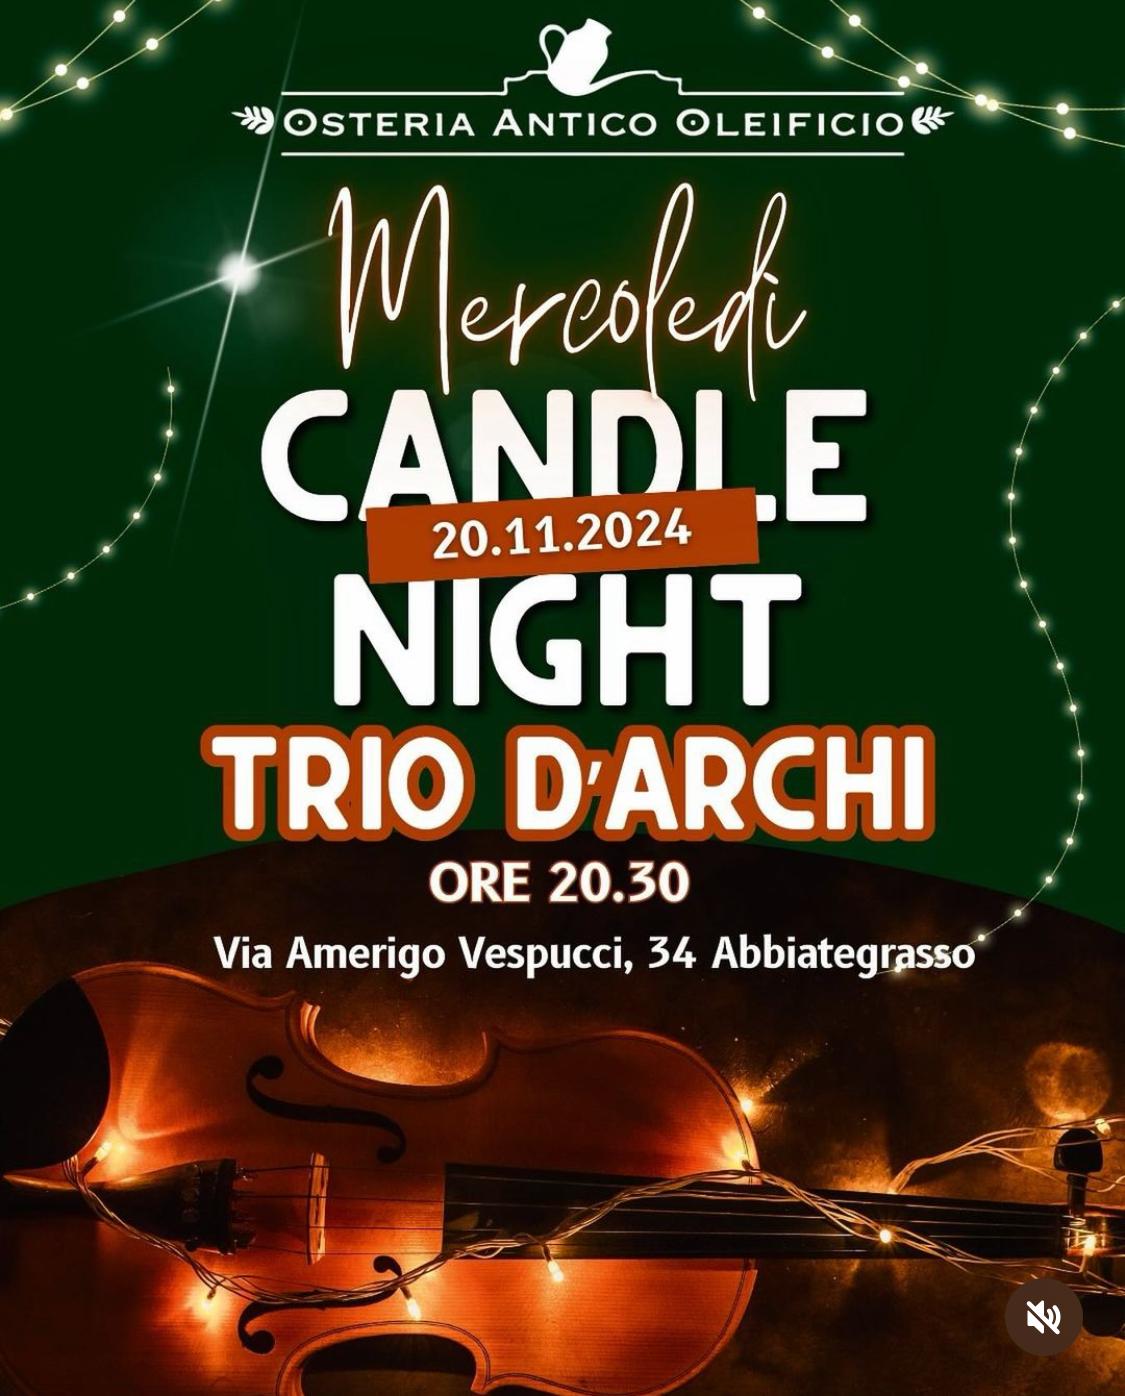 OSTERIA ANTICO OLEIFICIO
Mercoledì
CANDLE
20.11.2024
NIGHT
TRIO D'ARCHI
ORE 20.30
Via Amerigo Vespucci, 34 Abbiategrasso